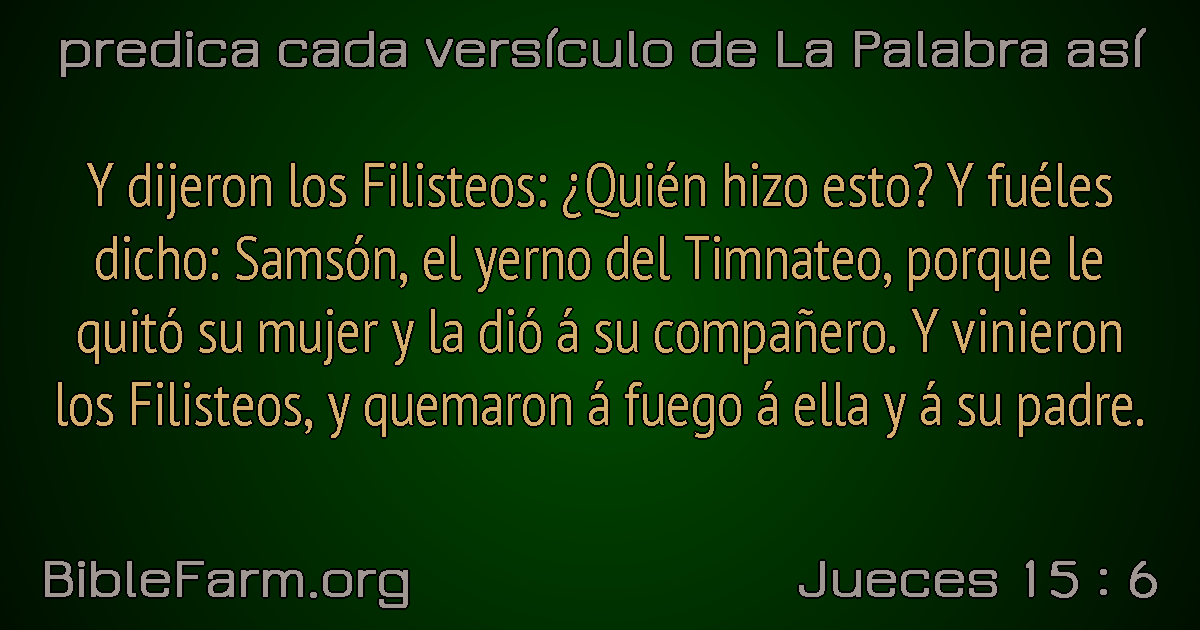 predica cada versículo de La Palabra así
Y dijeron los Filisteos: ¿Quién hizo esto? Y fuéles
dicho: Samsón, el yerno del Timnateo, porque le
quitó su mujer y la dió á su compañero. Y vinieron
los Filisteos, y quemaron á fuego á ella y á su padre.
BibleFarm.org
Jueces 15 : 6